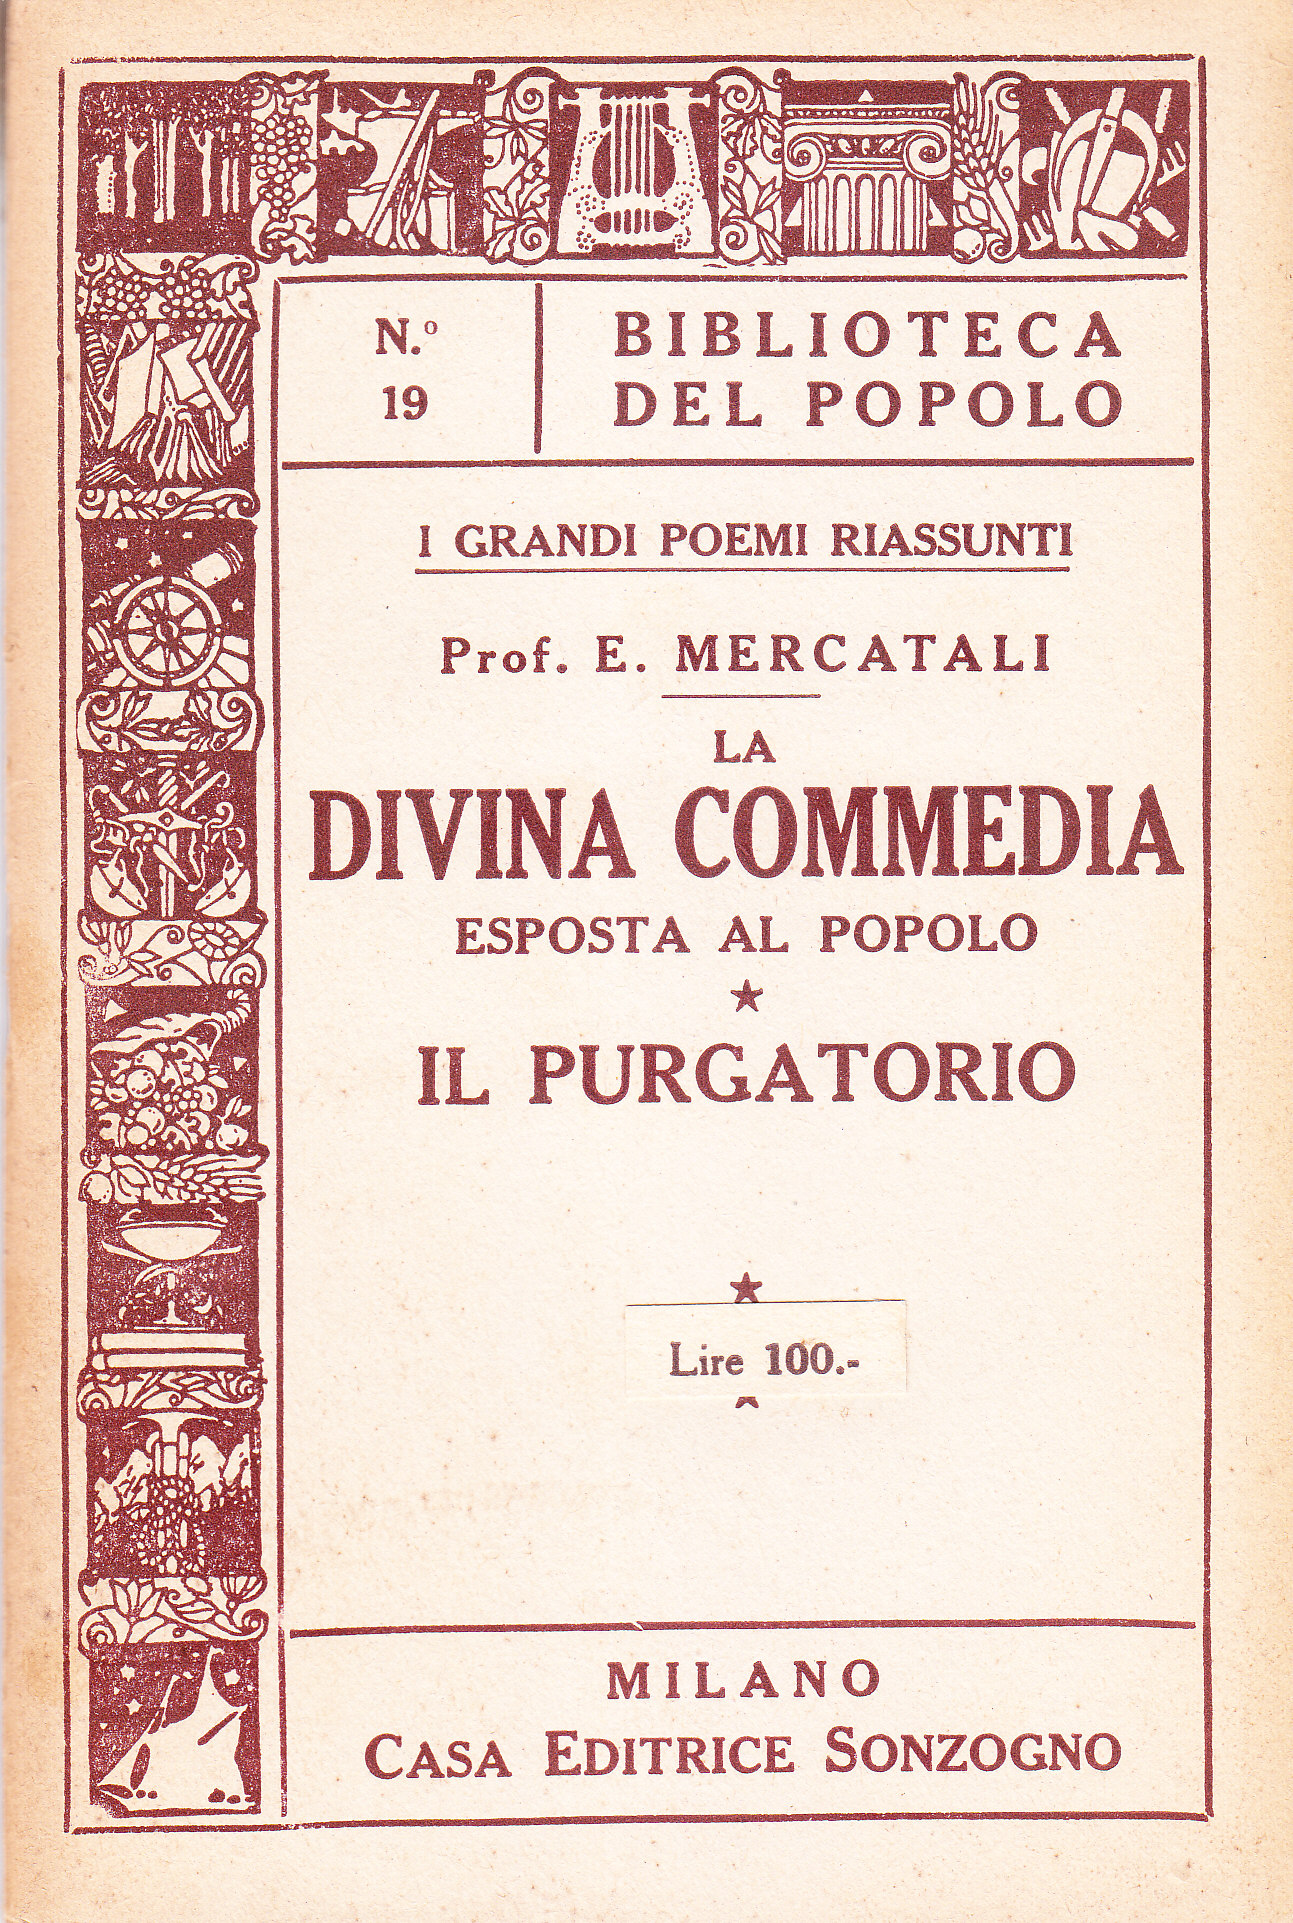 N.º
19
BIBLIOTECA
DEL POPOLO
I GRANDI POEMI RIASSUNTI
Prof. E. MERCATALI
LA
DIVINA COMMEDIA
ESPOSTA AL POPOLO
IL PURGATORIO
Lire 100.-
MILANO
CASA EDITRICE SONZOGNO